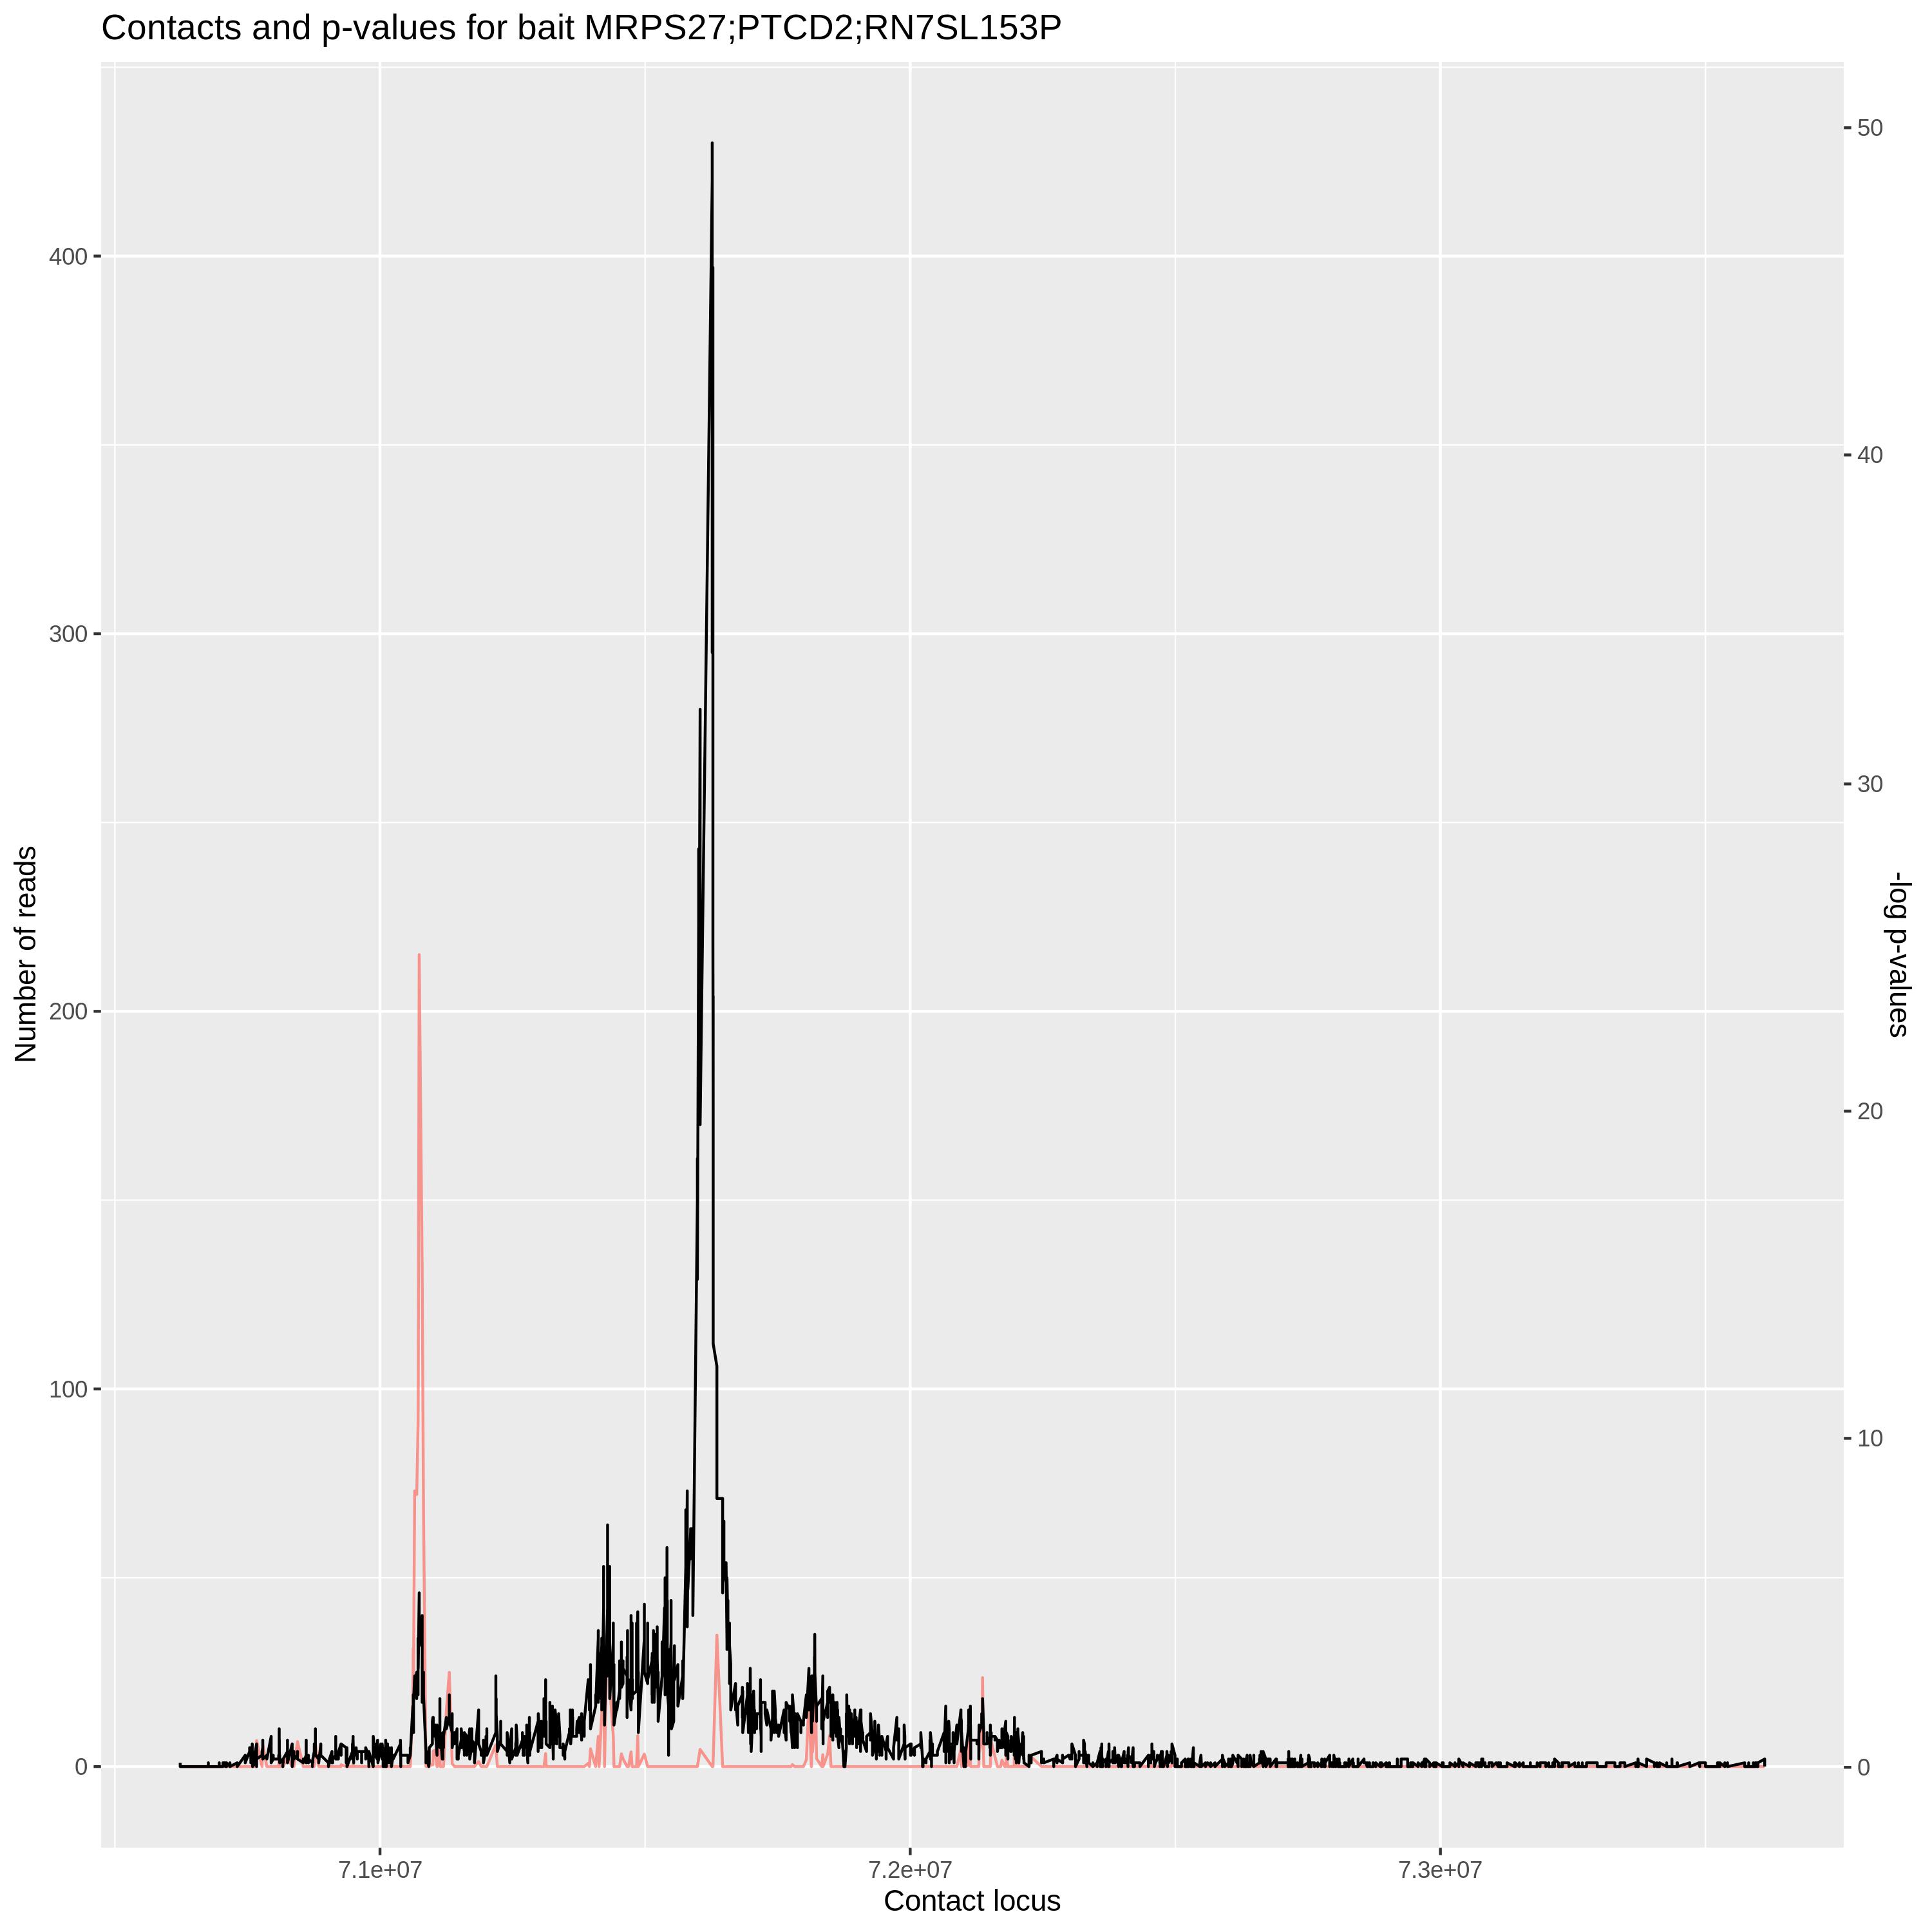 Contacts and p-values for bait MRPS27;PTCD2;RN7SL153P
Number of reads
400
300
200
100
0
50
40
30
20
10
0
-log p-values
7.1e+07
7.2e+07
7.3e+07
Contact locus